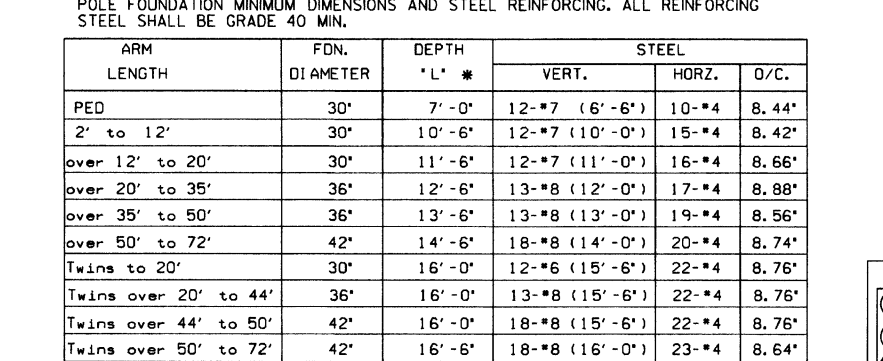 POLE FOUNDATION MINIMUM DIMENSIONS AND STEEL REINFORCING. ALL REINFORCING
STEEL SHALL BE GRADE 40 MIN.
ARM LENGTH FDN. DIAMETER DEPTH "L" * STEEL
VERT. HORZ. O/C.
PED 30" 7'-0" 12-#7 (6'-6") 10-#4 8.44"
2' to 12' 30" 10'-6" 12-#7 (10'-0") 15-#4 8.42"
over 12' to 20' 30" 11'-6" 12-#7 (11'-0") 16-#4 8.66"
over 20' to 35' 36" 12'-6" 13-#8 (12'-0") 17-#4 8.88"
over 35' to 50' 36" 13'-6" 13-#8 (13'-0") 19-#4 8.56"
over 50' to 72' 42" 14'-6" 18-#8 (14'-0") 20-#4 8.74"
Twins to 20' 30" 16'-0" 12-#6 (15'-6") 22-#4 8.76"
Twins over 20' to 44' 36" 16'-0" 13-#8 (15'-6") 22-#4 8.76"
Twins over 44' to 50' 42" 16'-0" 18-#8 (15'-6") 22-#4 8.76"
Twins over 50' to 72' 42" 16'-6" 18-#8 (16'-0") 23-#4 8.64"